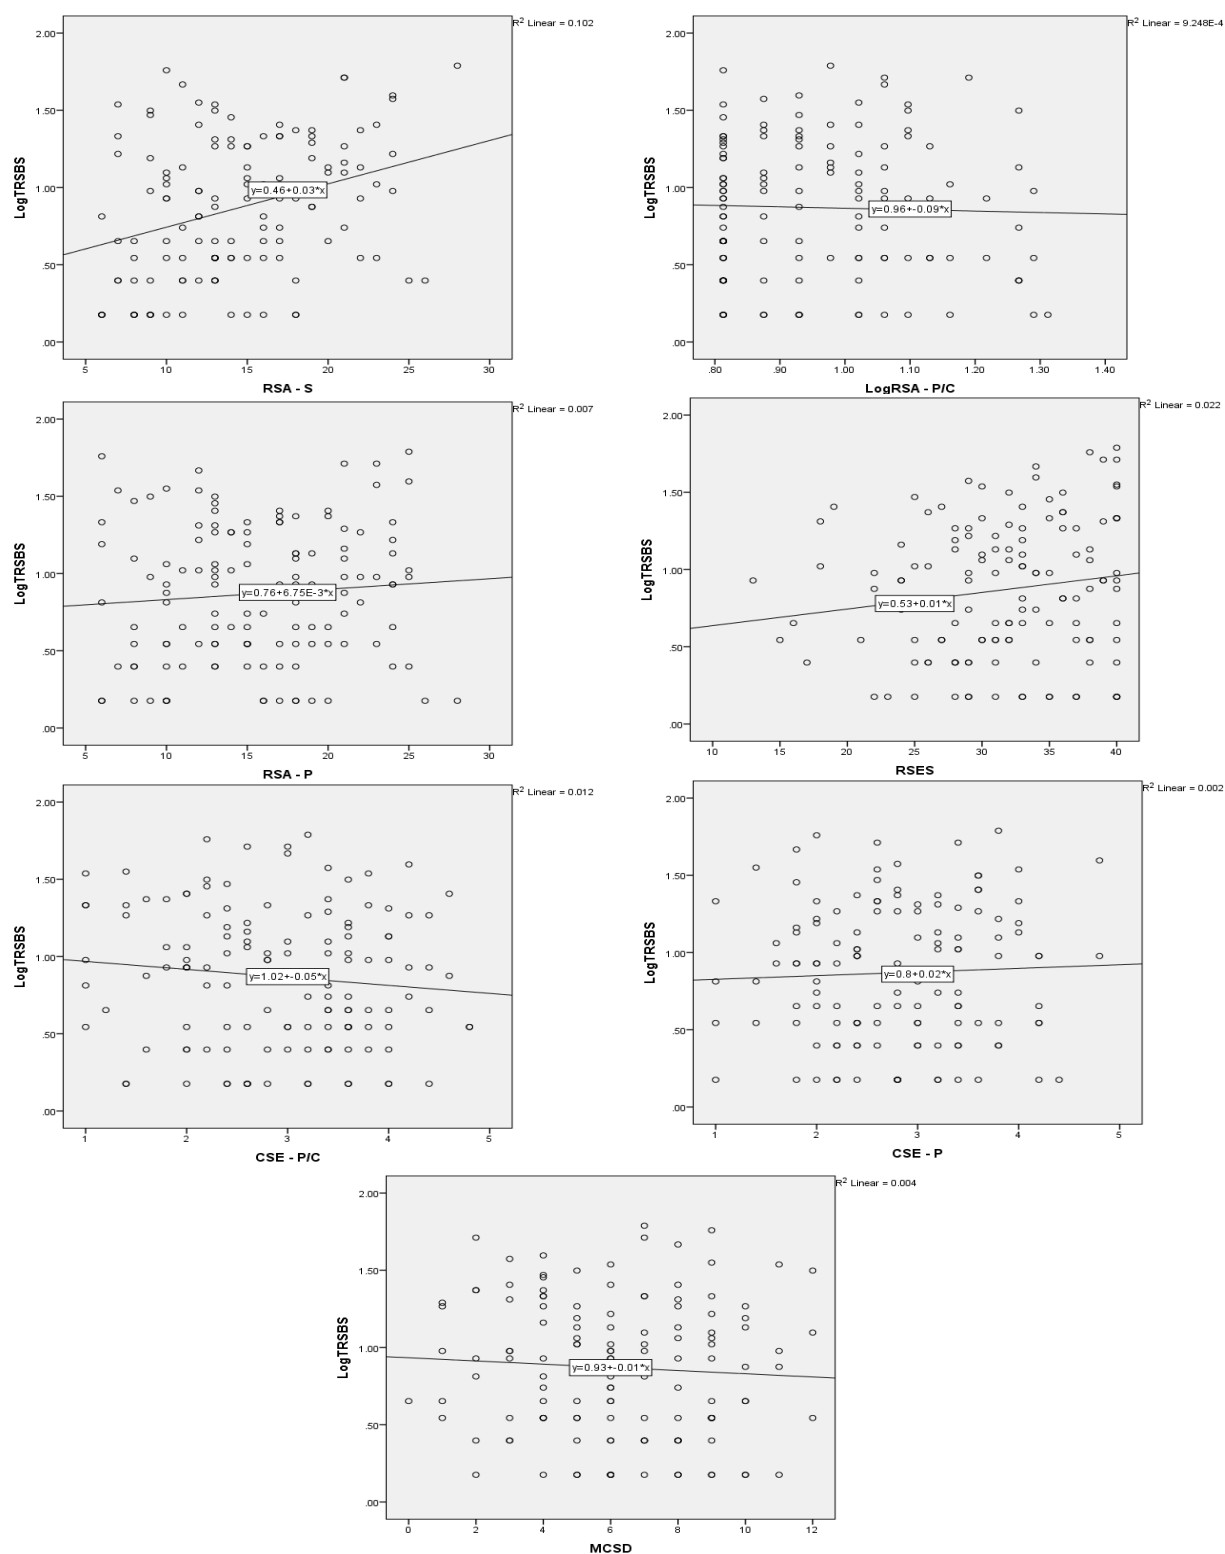 R2 Linear = 0.102
2.00
1.50
1.00
.50
.00
LogTRSBS
y=0.46+0.03*x
5 10 15 20 25 30
RSA - S
R2 Linear = 9.248E-4
2.00
1.50
1.00
.50
.00
LogTRSBS
y=0.96+-0.09*x
.80 .90 1.00 1.10 1.20 1.30 1.40
LogRSA - P/C
R2 Linear = 0.007
2.00
1.50
1.00
.50
.00
LogTRSBS
y=0.76+6.75E-3*x
5 10 15 20 25 30
RSA - P
R2 Linear = 0.022
2.00
1.50
1.00
.50
.00
LogTRSBS
y=0.53+0.01*x
10 15 20 25 30 35 40
RSES
R2 Linear = 0.012
2.00
1.50
1.00
.50
.00
LogTRSBS
y=1.02+-0.05*x
1 2 3 4 5
CSE - P/C
R2 Linear = 0.002
2.00
1.50
1.00
.50
.00
LogTRSBS
y=0.8+0.02*x
1 2 3 4 5
CSE - P
R2 Linear = 0.004
2.00
1.50
1.00
.50
.00
LogTRSBS
y=0.93+-0.01*x
0 2 4 6 8 10 12
MCSD